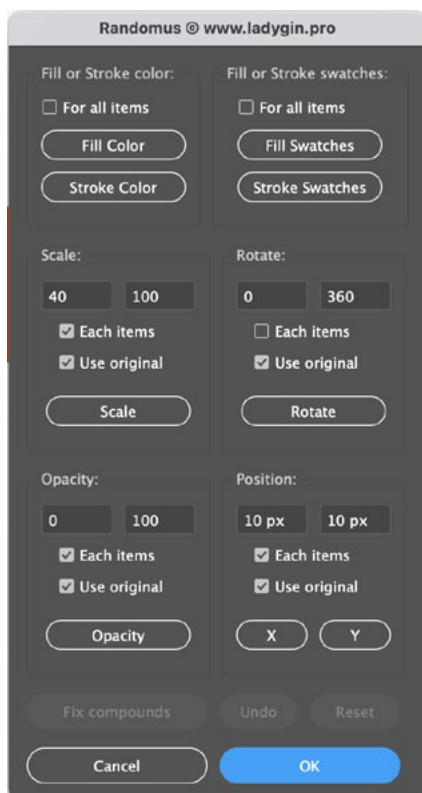 Randomus © www.ladygin.pro
Fill or Stroke color:
For all items
Fill Color
Stroke Color
Fill or Stroke swatches:
For all items
Fill Swatches
Stroke Swatches
Scale:
40 100
Each items
Use original
Scale
Rotate:
0 360
Each items
Use original
Rotate
Opacity:
0 100
Each items
Use original
Opacity
Position:
10 px 10 px
Each items
Use original
X Y
Fix compounds Undo Reset
Cancel OK